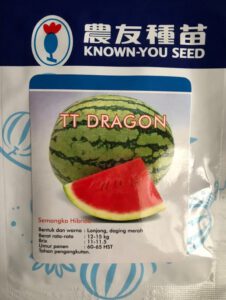 農友種苗
KNOWN-YOU SEED
TT DRAGON
Semangka Hibrida
Bentuk dan warna : Lonjong, daging merah
Berat rata-rata : 12-15 kg
Brix : 11-11.5
Umur panen : 60-65 HST
Tahan pengangkutan.